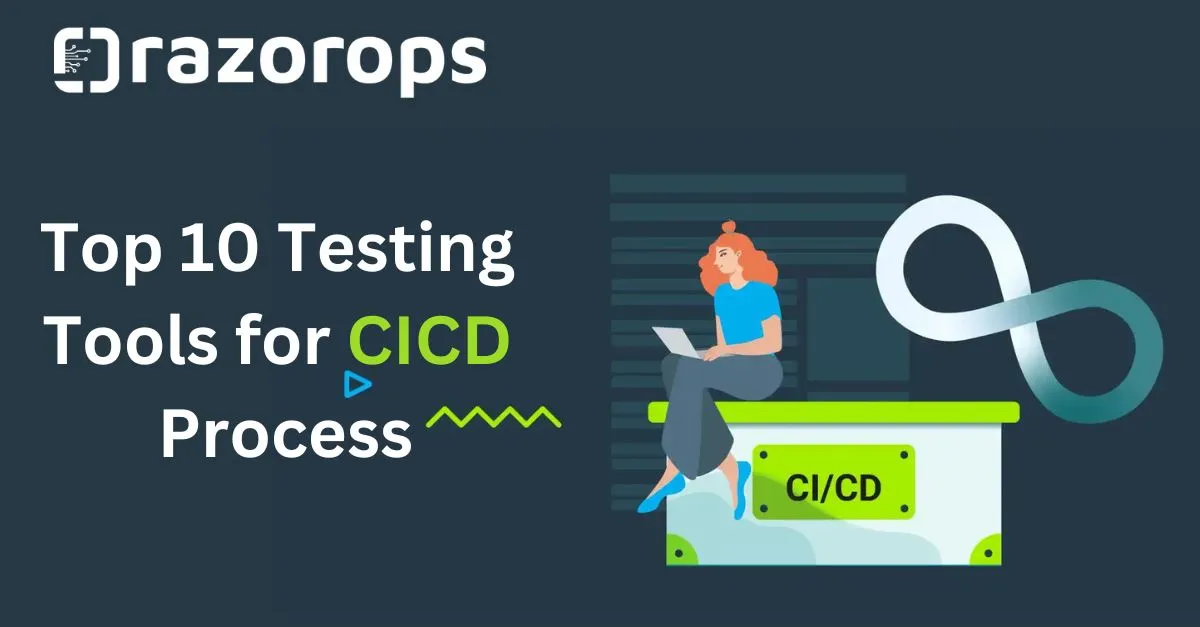 razorops
Top 10 Testing
Tools for CICD
Process
CI/CD